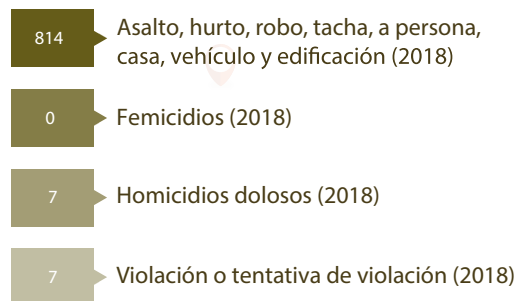 814
Asalto, hurto, robo, tacha, a persona,
casa, vehículo y edificación (2018)
0
Femicidios (2018)
7
Homicidios dolosos (2018)
7
Violación o tentativa de violación (2018)